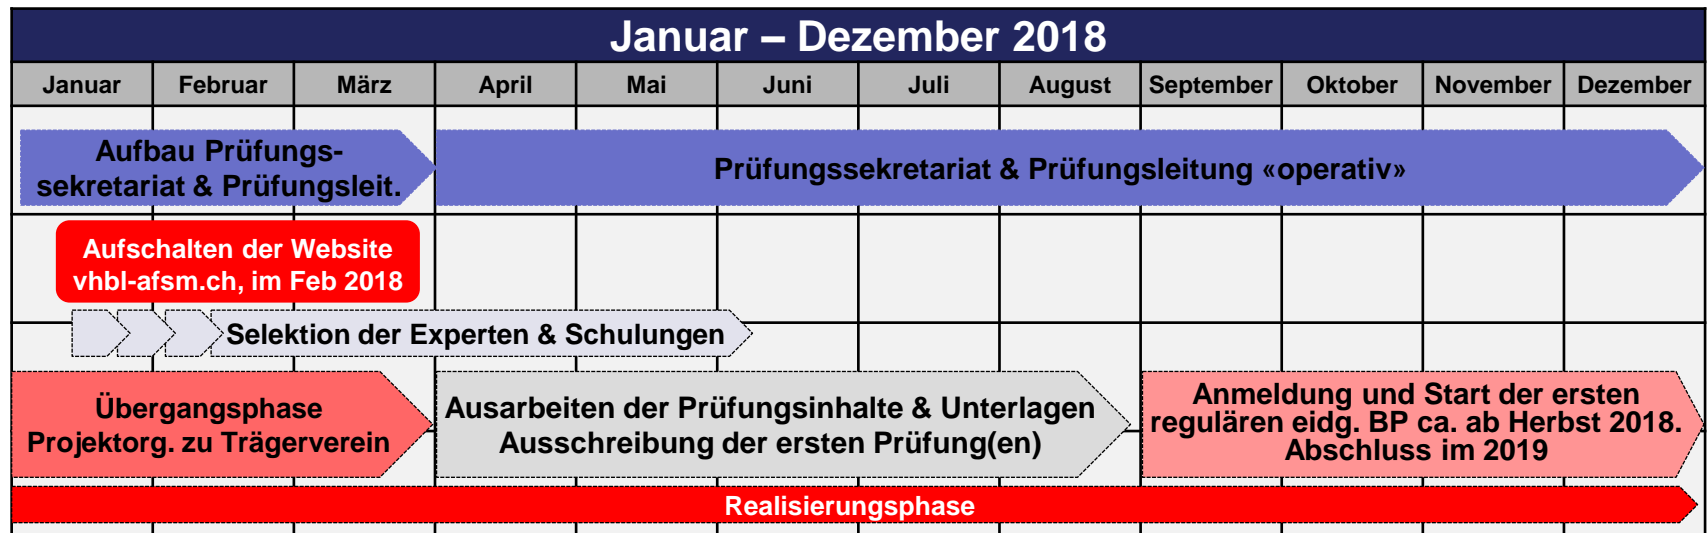 Januar – Dezember 2018
Januar Februar März April Mai Juni Juli August September Oktober November Dezember
Aufbau Prüfungs-
sekretariat & Prüfungsleit.
Prüfungssekretariat & Prüfungsleitung «operativ»
Aufschalten der Website
vhbl-afsm.ch, im Feb 2018
Selektion der Experten & Schulungen
Übergangsphase
Projektorg. zu Trägerverein
Ausarbeiten der Prüfungsinhalte & Unterlagen
Ausschreibung der ersten Prüfung(en)
Anmeldung und Start der ersten
regulären eidg. BP ca. ab Herbst 2018.
Abschluss im 2019
Realisierungsphase